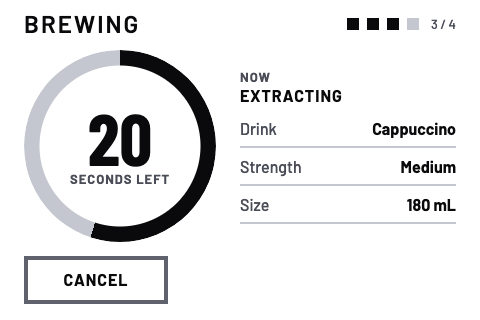 BREWING
3 / 4
20
SECONDS LEFT
NOW
EXTRACTING
Drink Cappuccino
Strength Medium
Size 180 mL
CANCEL